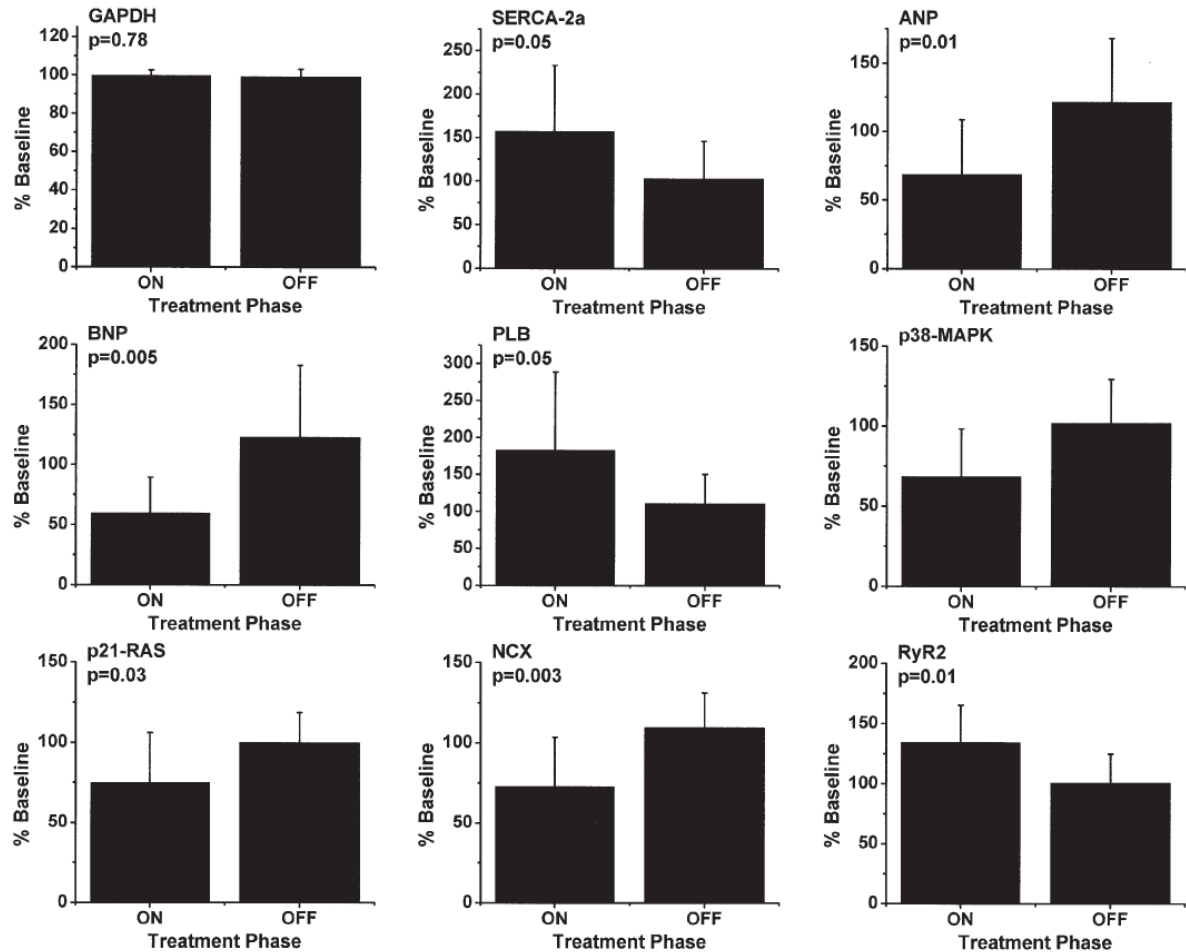 GAPDH
p=0.78
120
100
80
60
40
20
0
% Baseline
ON OFF
Treatment Phase
SERCA-2a
p=0.05
250
200
150
100
50
0
% Baseline
ON OFF
Treatment Phase
ANP
p=0.01
150
100
50
0
% Baseline
ON OFF
Treatment Phase
BNP
p=0.005
200
150
100
50
0
% Baseline
ON OFF
Treatment Phase
PLB
p=0.05
300
250
200
150
100
50
0
% Baseline
ON OFF
Treatment Phase
p38-MAPK
150
100
50
0
% Baseline
ON OFF
Treatment Phase
p21-RAS
p=0.03
150
100
50
0
% Baseline
ON OFF
Treatment Phase
NCX
p=0.003
150
100
50
0
% Baseline
ON OFF
Treatment Phase
RyR2
p=0.01
200
150
100
50
0
% Baseline
ON OFF
Treatment Phase